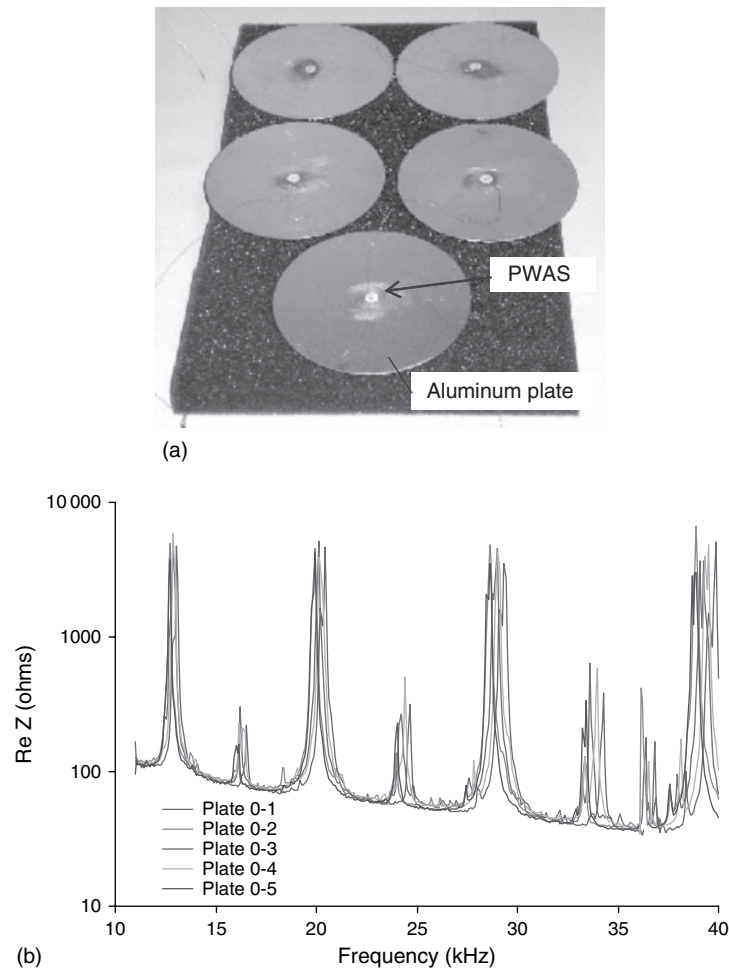 PWAS
Aluminum plate
(a)
10 000
1000
100
10
Re Z (ohms)
Plate 0-1
Plate 0-2
Plate 0-3
Plate 0-4
Plate 0-5
10
15
20
25
30
35
40
Frequency (kHz)
(b)